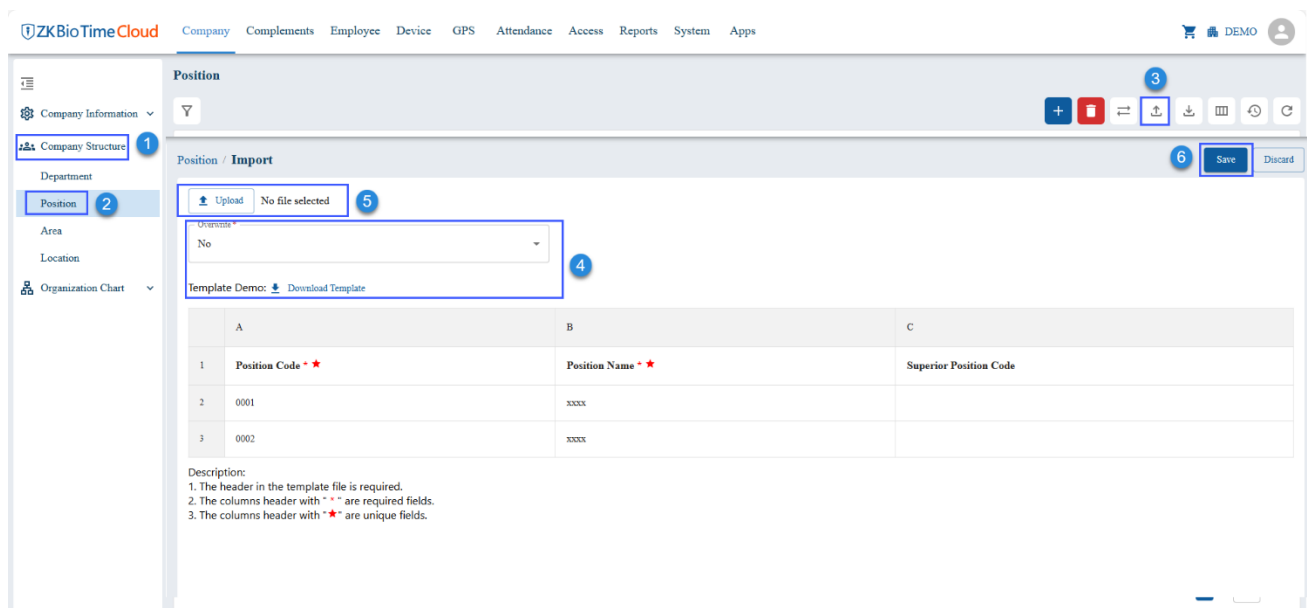 ZKBioTime Cloud
Company Complements Employee Device GPS Attendance Access Reports System Apps
DEMO
Position
3
Company Information
Company Structure
1
Position / Import
6
Save
Discard
Department
Position
2
Upload No file selected
5
Area
Overwrite *
No
Location
4
Organization Chart
Template Demo: Download Template
A B C
1 Position Code * ★ Position Name * ★ Superior Position Code
2 0001 xxxx
3 0002 xxxx
Description:
1. The header in the template file is required.
2. The columns header with " * " are required fields.
3. The columns header with "★" are unique fields.